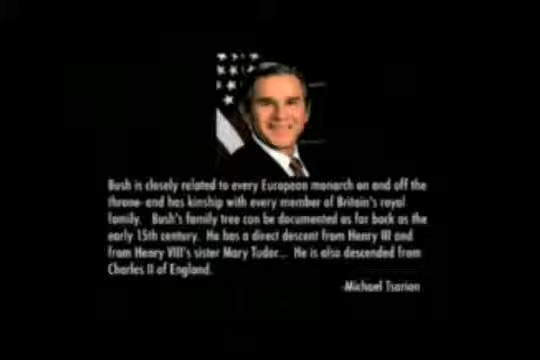 Bush is closely related to every European monarch on and off the
throne-and has kinship with every member of Britain's royal
family. Bush's family tree can be documented as far back as the
early 15th century. He has a direct descent from Henry III and
from Henry VIII's sister Mary Tudor... He is also descended from
Charles II of England.
-Michael Tsarion